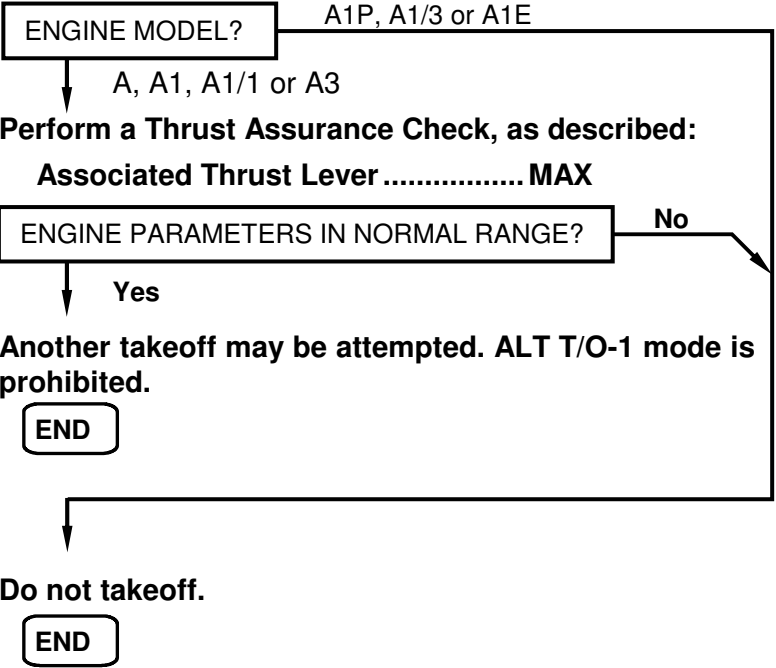 A1P, A1/3 or A1E
ENGINE MODEL?
A, A1, A1/1 or A3
Perform a Thrust Assurance Check, as described:
Associated Thrust Lever.................MAX
ENGINE PARAMETERS IN NORMAL RANGE?
No
Yes
Another takeoff may be attempted. ALT T/O-1 mode is
prohibited.
END
Do not takeoff.
END